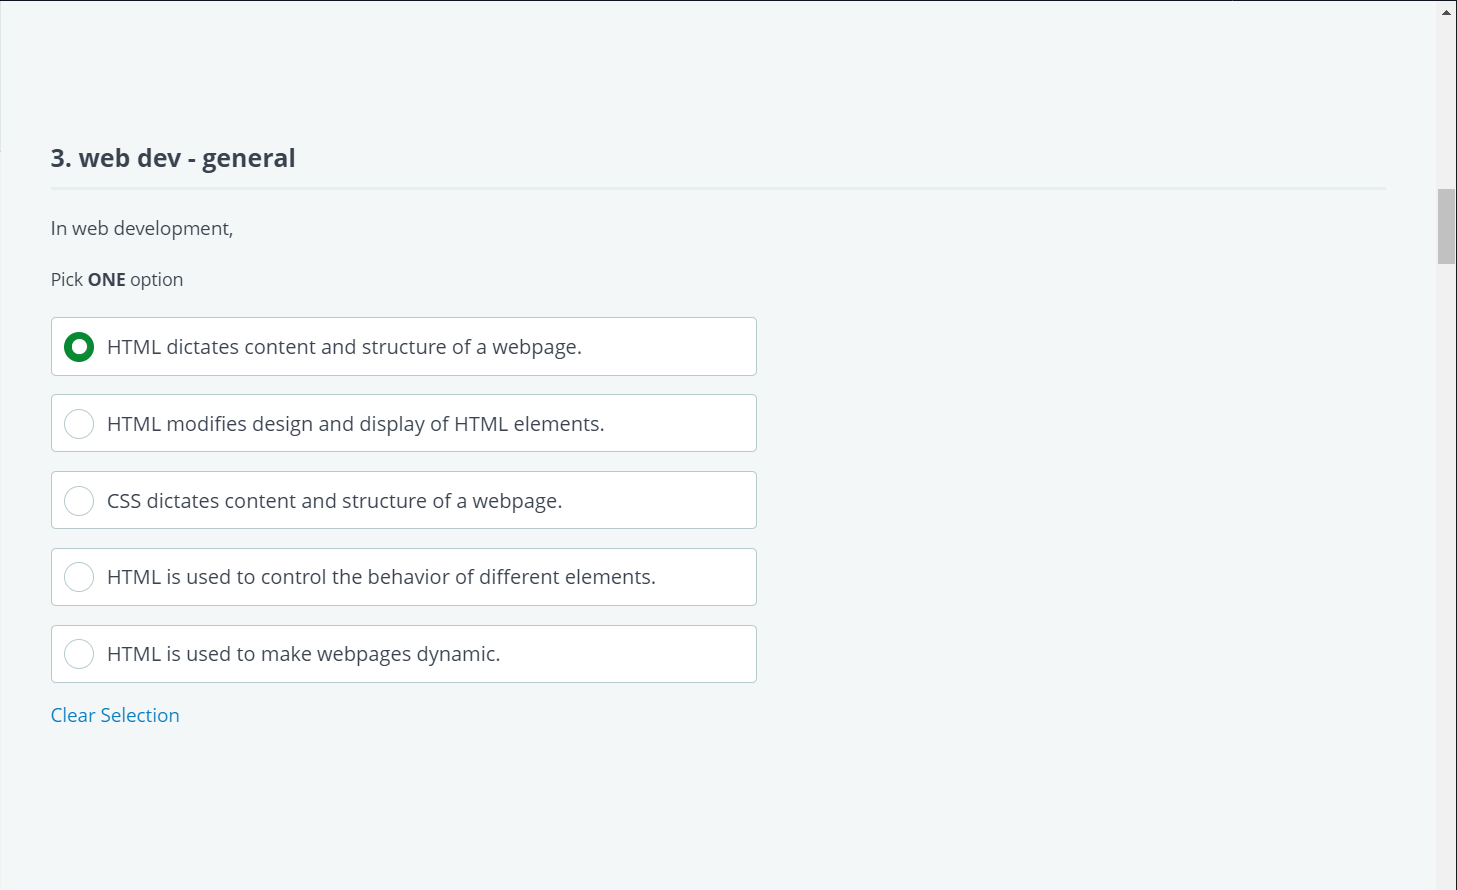 3. web dev - general
In web development,
Pick ONE option
HTML dictates content and structure of a webpage.
HTML modifies design and display of HTML elements.
CSS dictates content and structure of a webpage.
HTML is used to control the behavior of different elements.
HTML is used to make webpages dynamic.
Clear Selection